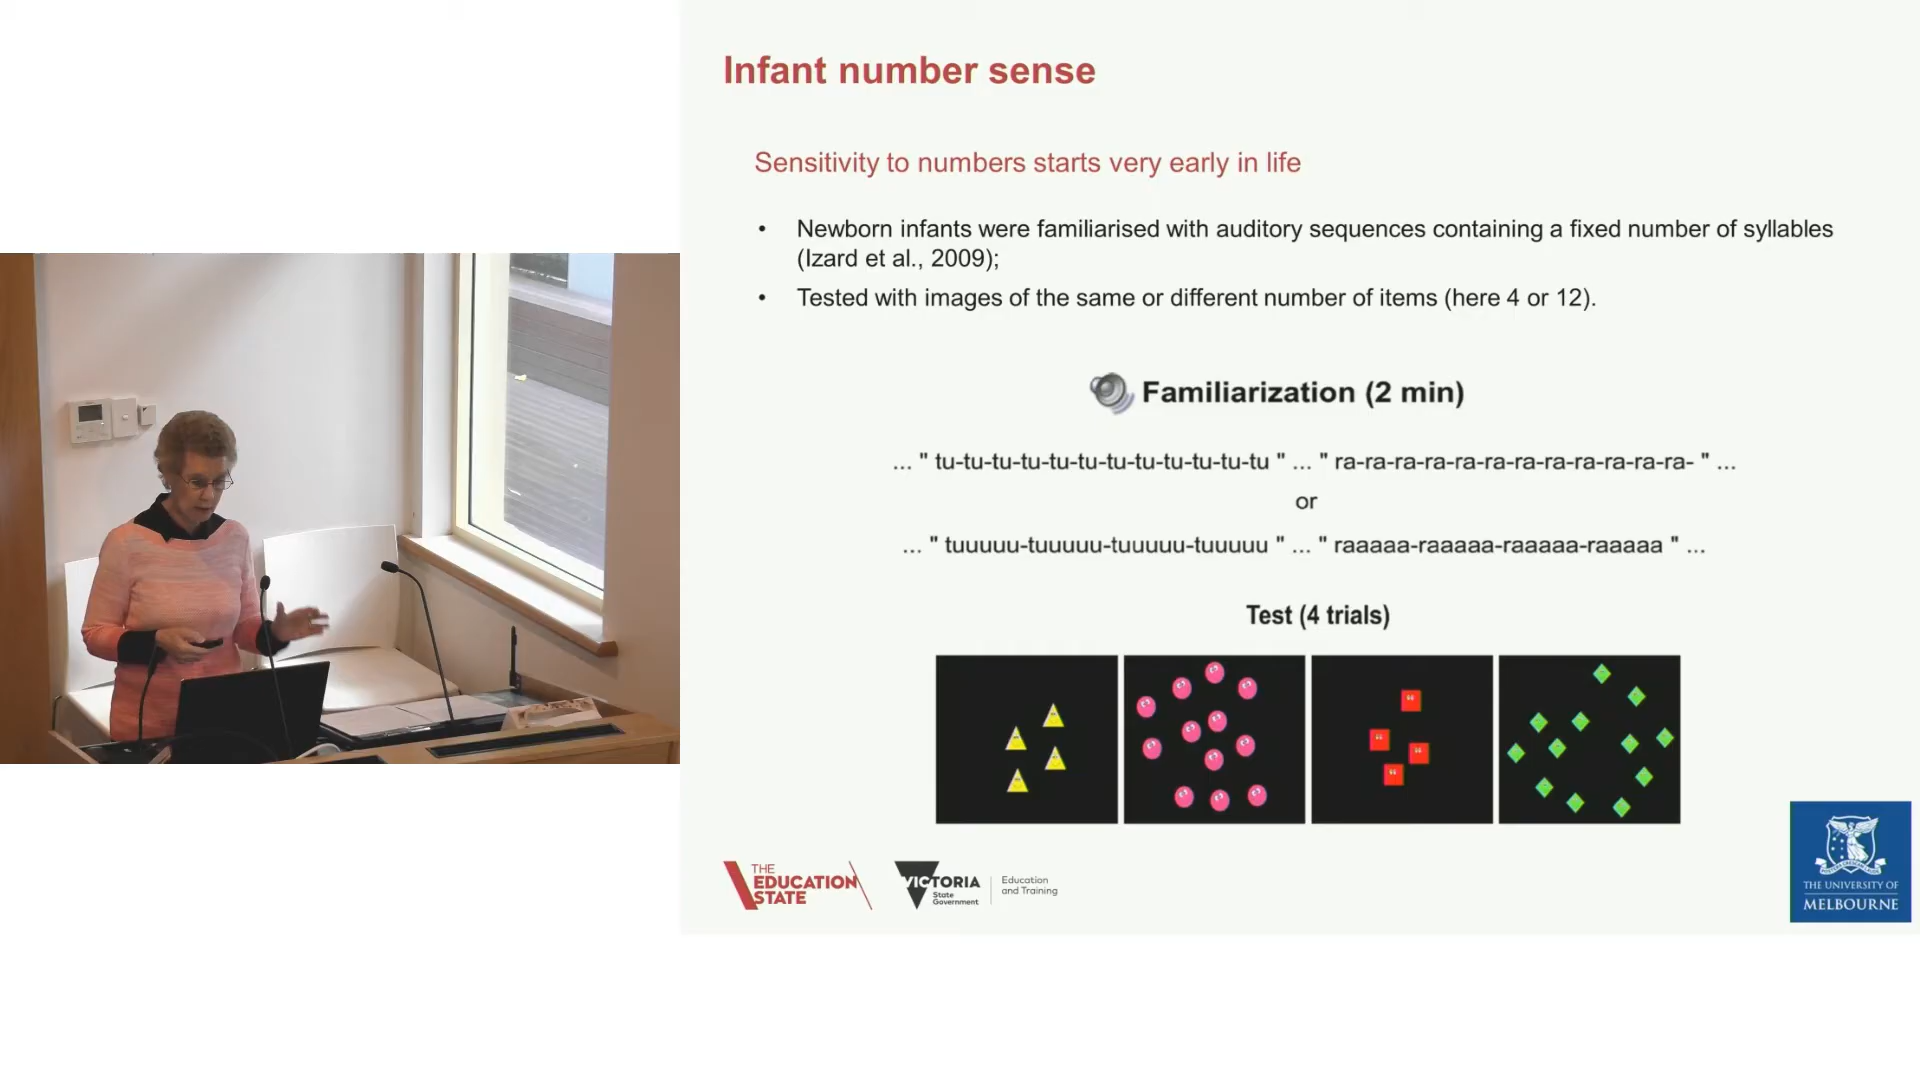 Infant number sense
Sensitivity to numbers starts very early in life
• Newborn infants were familiarised with auditory sequences containing a fixed number of syllables
(Izard et al., 2009);
• Tested with images of the same or different number of items (here 4 or 12).
Familiarization (2 min)
... " tu-tu-tu-tu-tu-tu-tu-tu-tu-tu-tu-tu " ... " ra-ra-ra-ra-ra-ra-ra-ra-ra-ra-ra-ra- " ...
or
... " tuuuuu-tuuuuu-tuuuuu-tuuuuu " ... " raaaaa-raaaaa-raaaaa-raaaaa " ...
Test (4 trials)
THE
EDUCATION
STATE
VICTORIA
State
Government
Education
and Training
THE UNIVERSITY OF
MELBOURNE